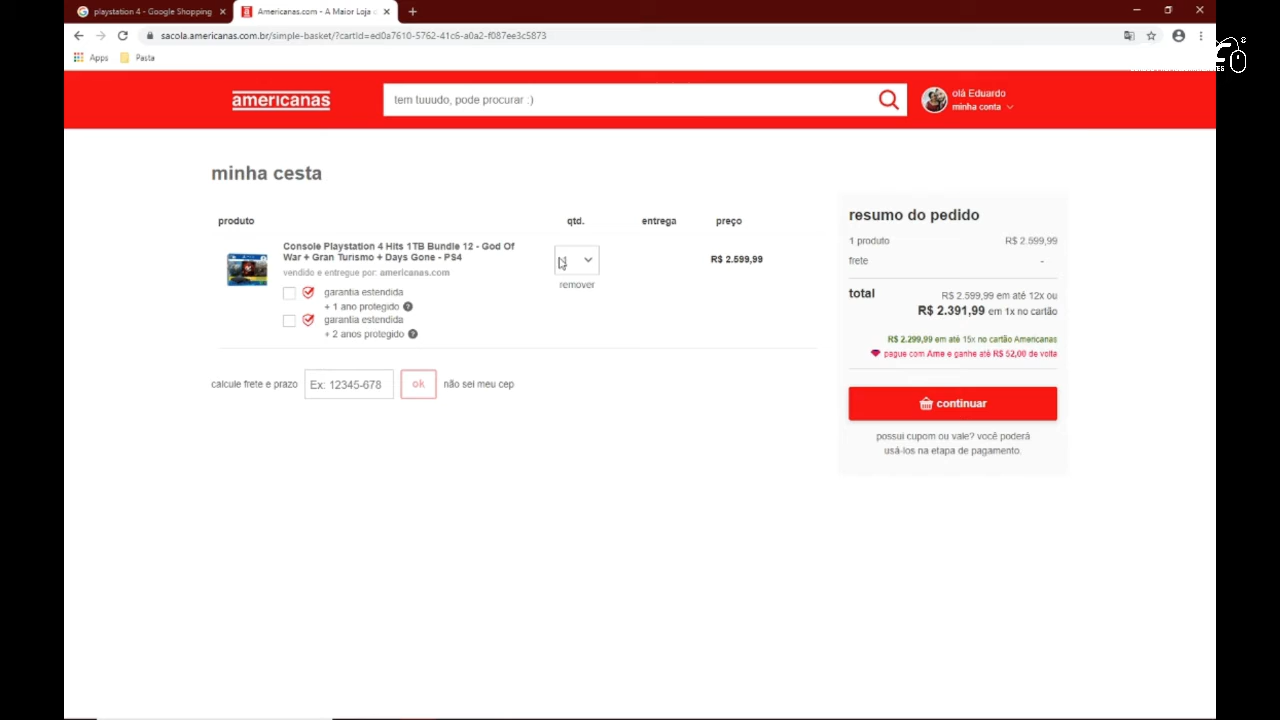 playstation 4 - Google Shopping
Americanas.com - A Maior Loja
sacola.americanas.com.br/simple-basket/?cartId=ed0a7610-5762-41c6-a0a2-f087ee3c5873
Apps
Pasta
americanas
tem tuuudo, pode procurar :)
olá Eduardo
minha conta
minha cesta
produto
qtd.
entrega
preço
Console Playstation 4 Hits 1TB Bundle 12 - God Of
War + Gran Turismo + Days Gone - PS4
vendido e entregue por: americanas.com
R$ 2.599,99
remover
garantia estendida
+ 1 ano protegido
garantia estendida
+ 2 anos protegido
calcule frete e prazo
Ex: 12345-678
ok
não sei meu cep
resumo do pedido
1 produto R$ 2.599,99
frete -
total R$ 2.599,99 em até 12x ou
R$ 2.391,99 em 1x no cartão
R$ 2.299,99 em até 15x no cartão Americanas
pague com Ame e ganhe até R$ 52,00 de volta
continuar
possui cupom ou vale? você poderá
usá-los na etapa de pagamento.